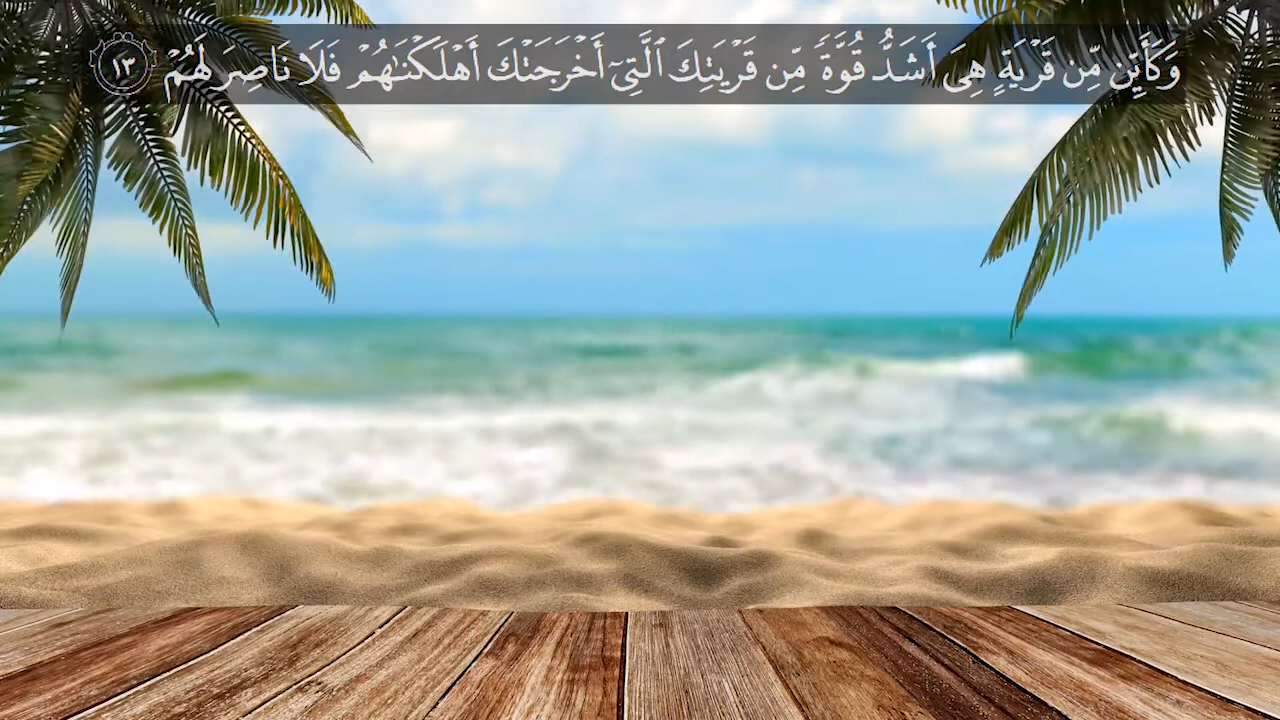 وَكَأَيِّن مِّن قَرْيَةٍ هِىَ أَشَدُّ قُوَّةً مِّن قَرْيَتِكَ ٱلَّتِىٓ أَخْرَجَتْكَ أَهْلَكْنَـٰهُمْ فَلَا نَاصِرَ لَهُمْ ١٣